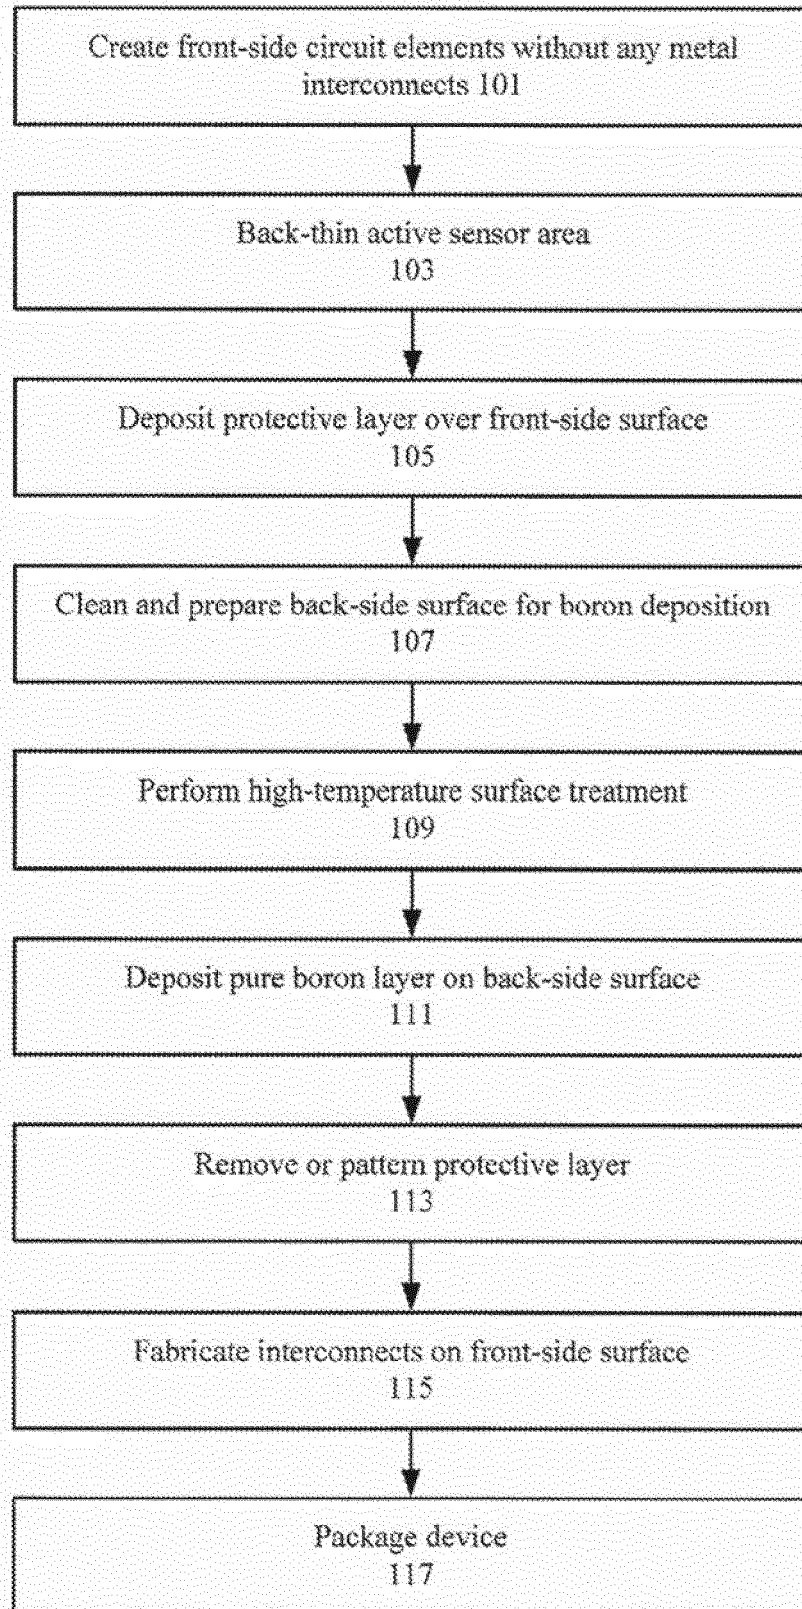 Create front-side circuit elements without any metal
interconnects 101
Back-thin active sensor area
103
Deposit protective layer over front-side surface
105
Clean and prepare back-side surface for boron deposition
107
Perform high-temperature surface treatment
109
Deposit pure boron layer on back-side surface
111
Remove or pattern protective layer
113
Fabricate interconnects on front-side surface
115
Package device
117